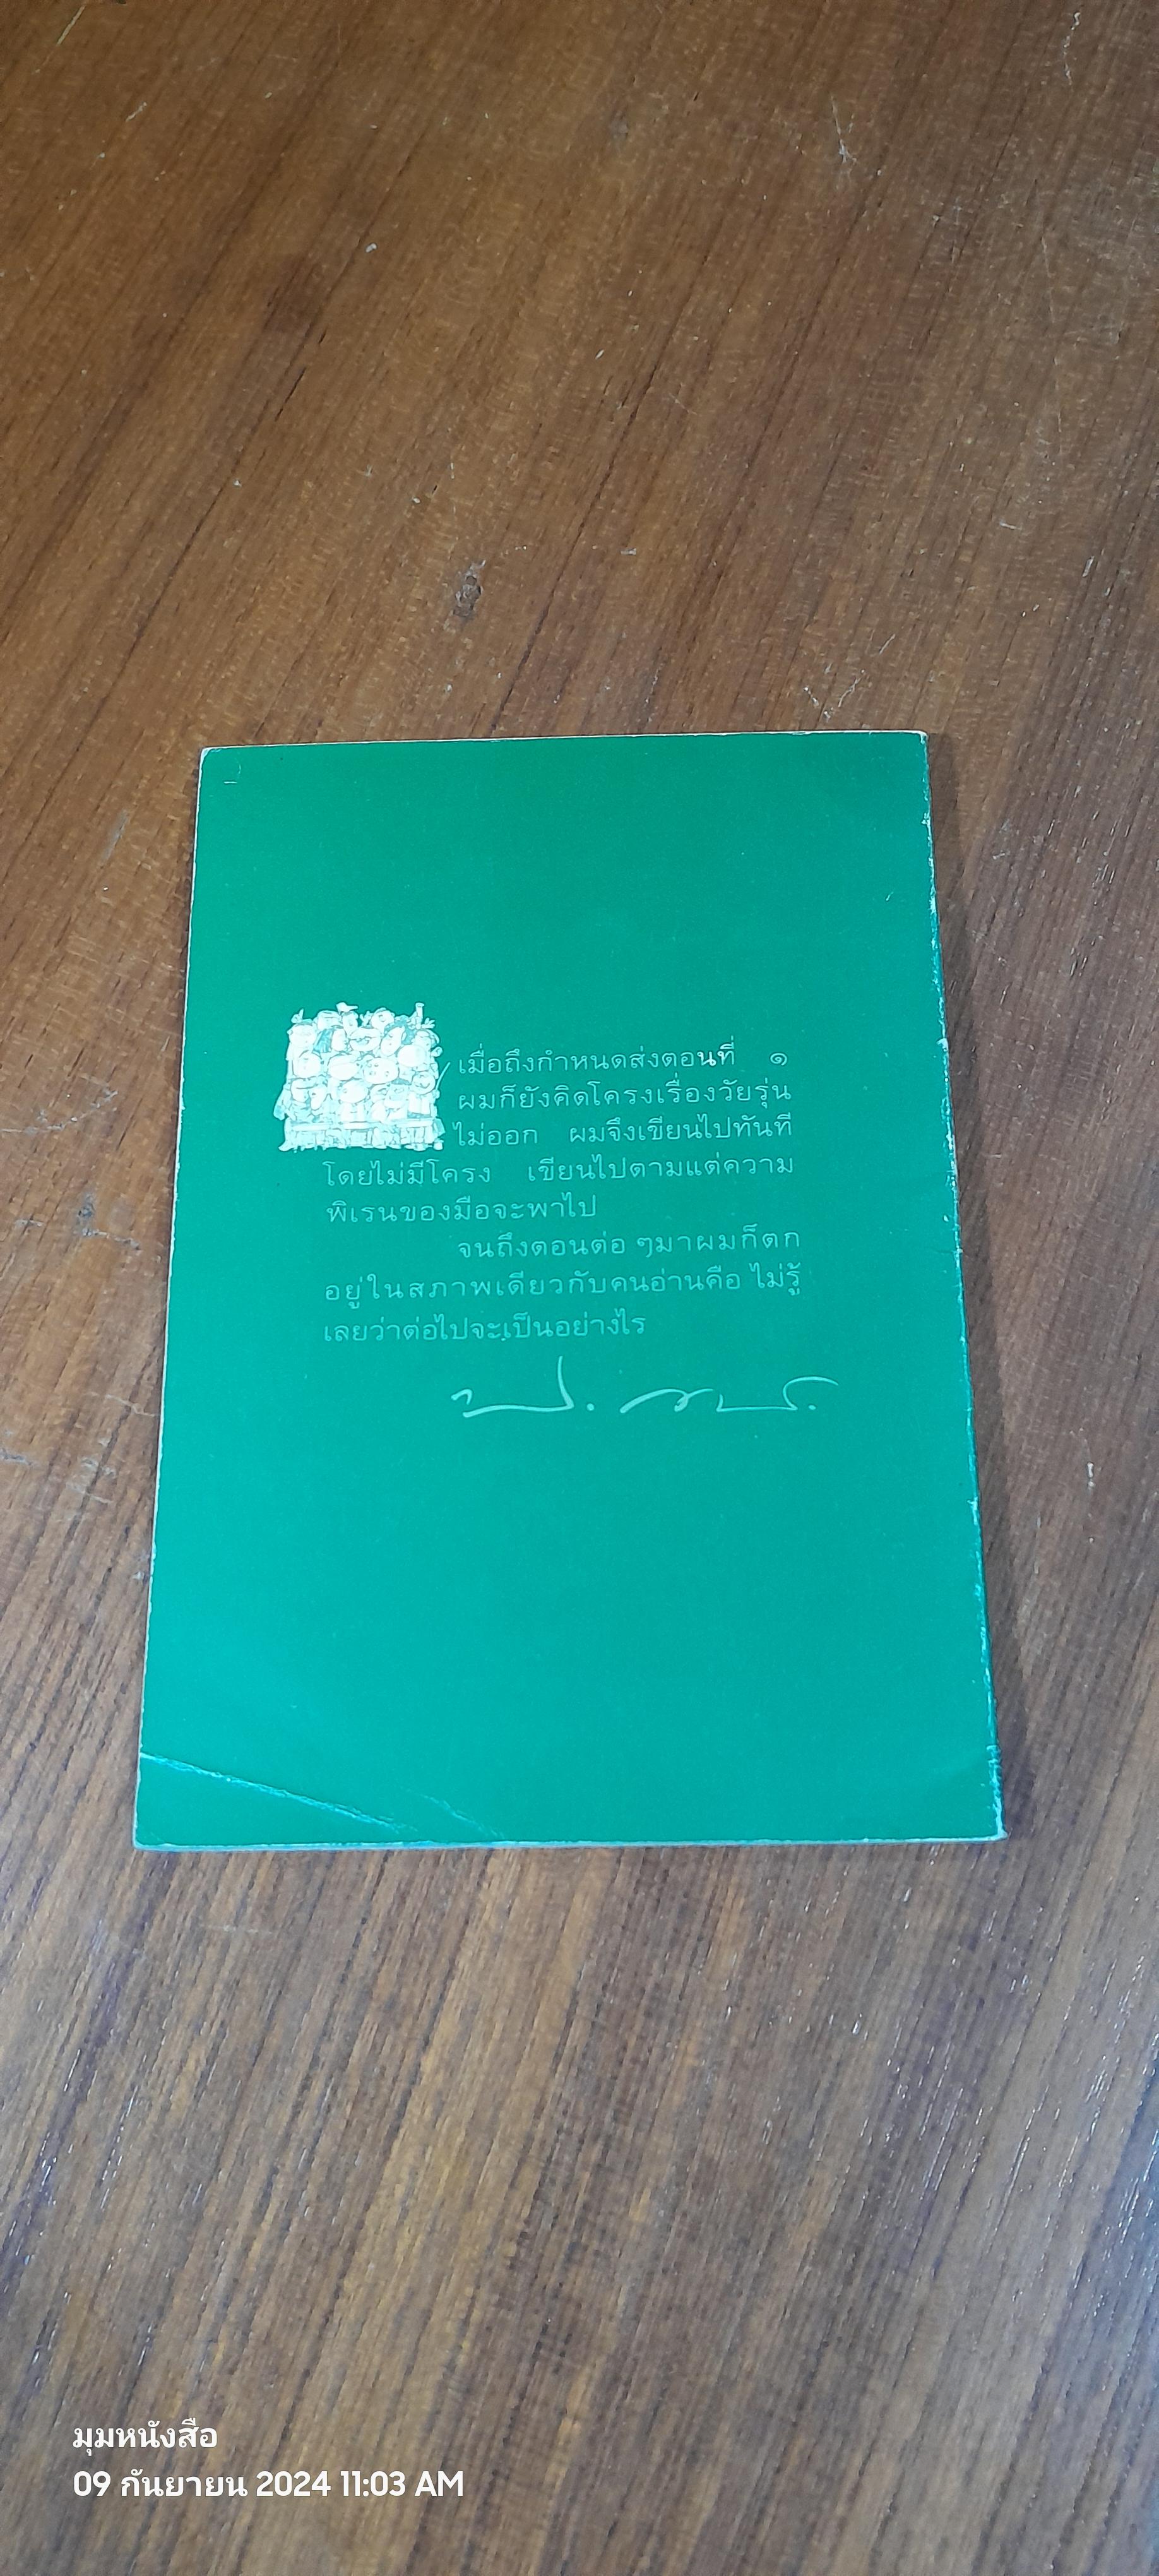 เมื่อถึงกำหนดส่งตอนที่ ๑
ผมก็ยังคิดโครงเรื่องวัยรุ่น
ไม่ออก ผมจึงเขียนไปทันที
โดยไม่มีโครง เขียนไปตามแต่ความ
พิเรนของมือจะพาไป
จนถึงตอนต่อ ๆมาผมก็ตก
อยู่ในสภาพเดียวกับคนอ่านคือ ไม่รู้
เลยว่าต่อไปจะเป็นอย่างไร
มุมหนังสือ
09 กันยายน 2024 11:03 AM